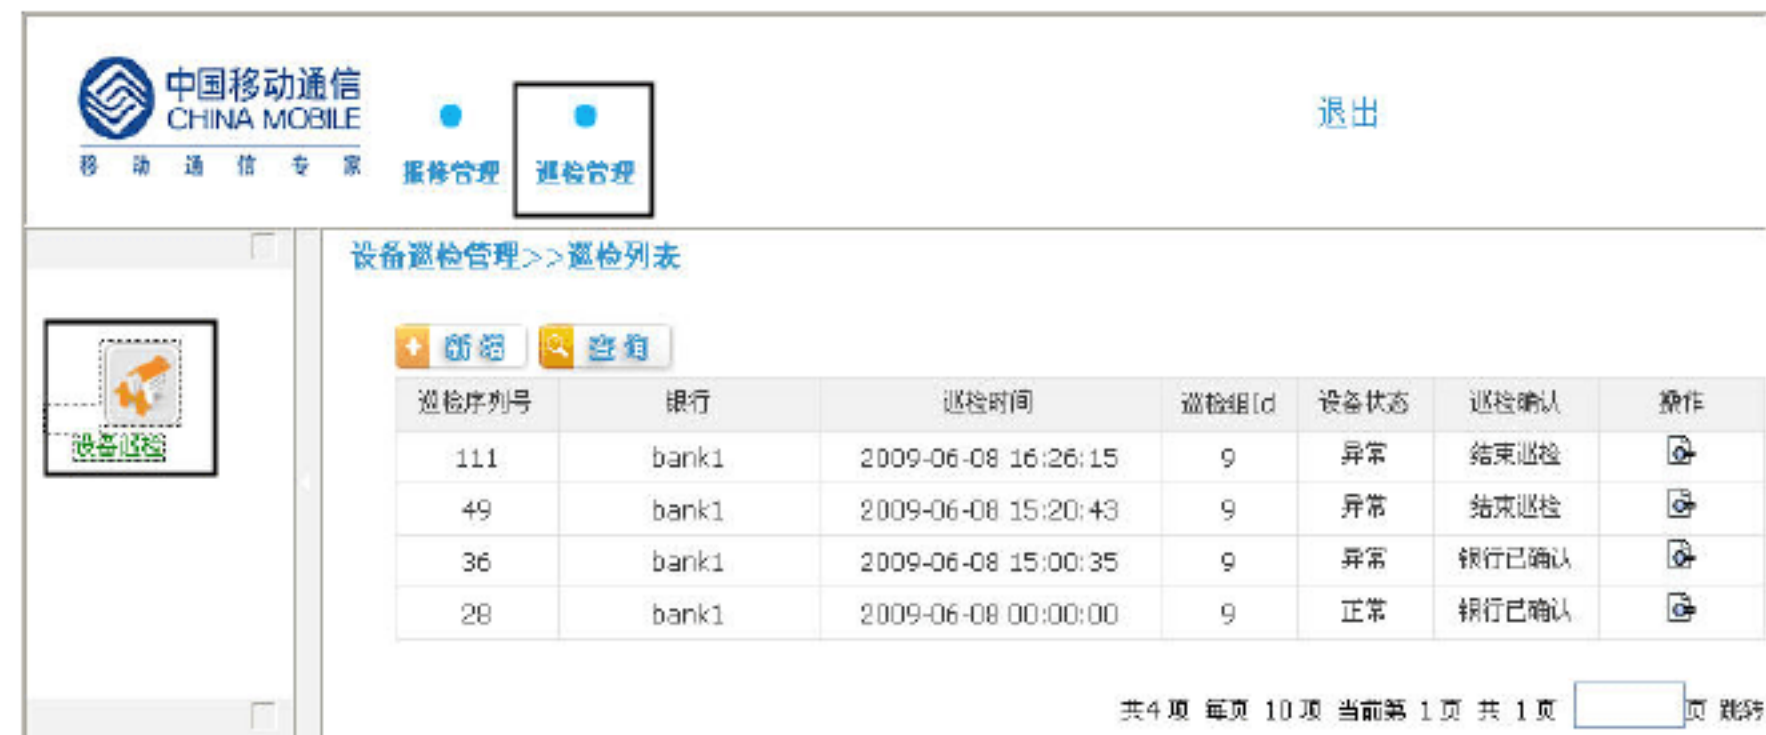 中国移动通信
CHINA MOBILE
移动通信专家
报修管理
巡检管理
退出
设备巡检管理>>巡检列表
设备巡检
新增 查询
巡检序列号 银行 巡检时间 巡检组Id 设备状态 巡检确认 操作
111 bank1 2009-06-08 16:26:15 9 异常 结束巡检
49 bank1 2009-06-08 15:20:43 9 异常 结束巡检
36 bank1 2009-06-08 15:00:35 9 异常 银行已确认
28 bank1 2009-06-08 00:00:00 9 正常 银行已确认
共4项 每页 10项 当前第 1页 共 1页 页 跳转